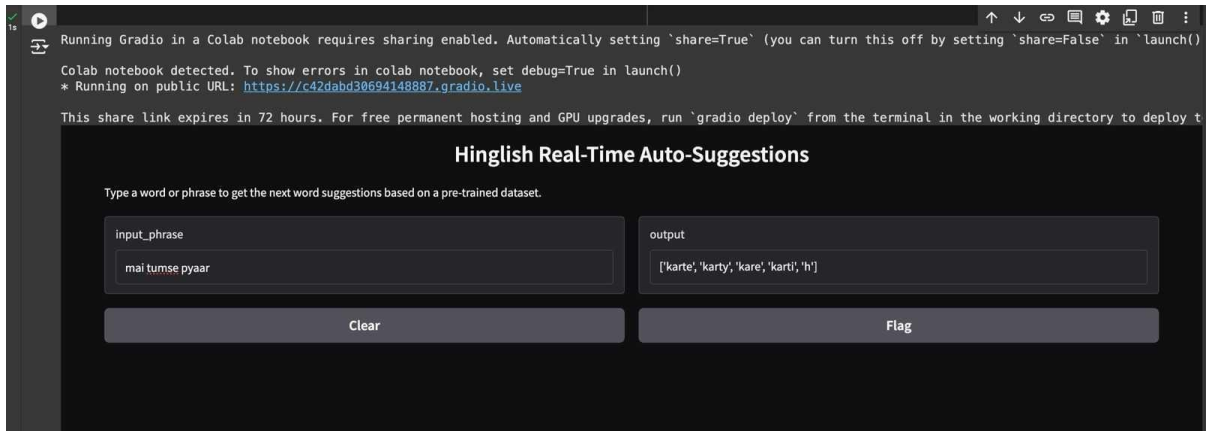 1s
Running Gradio in a Colab notebook requires sharing enabled. Automatically setting `share=True` (you can turn this off by setting `share=False` in `launch()
Colab notebook detected. To show errors in colab notebook, set debug=True in launch()
* Running on public URL: https://c42dabd30694148887.gradio.live
This share link expires in 72 hours. For free permanent hosting and GPU upgrades, run `gradio deploy` from the terminal in the working directory to deploy t
Hinglish Real-Time Auto-Suggestions
Type a word or phrase to get the next word suggestions based on a pre-trained dataset.
input_phrase
mai tumse pyaar
output
['karte', 'karty', 'kare', 'karti', 'h']
Clear
Flag